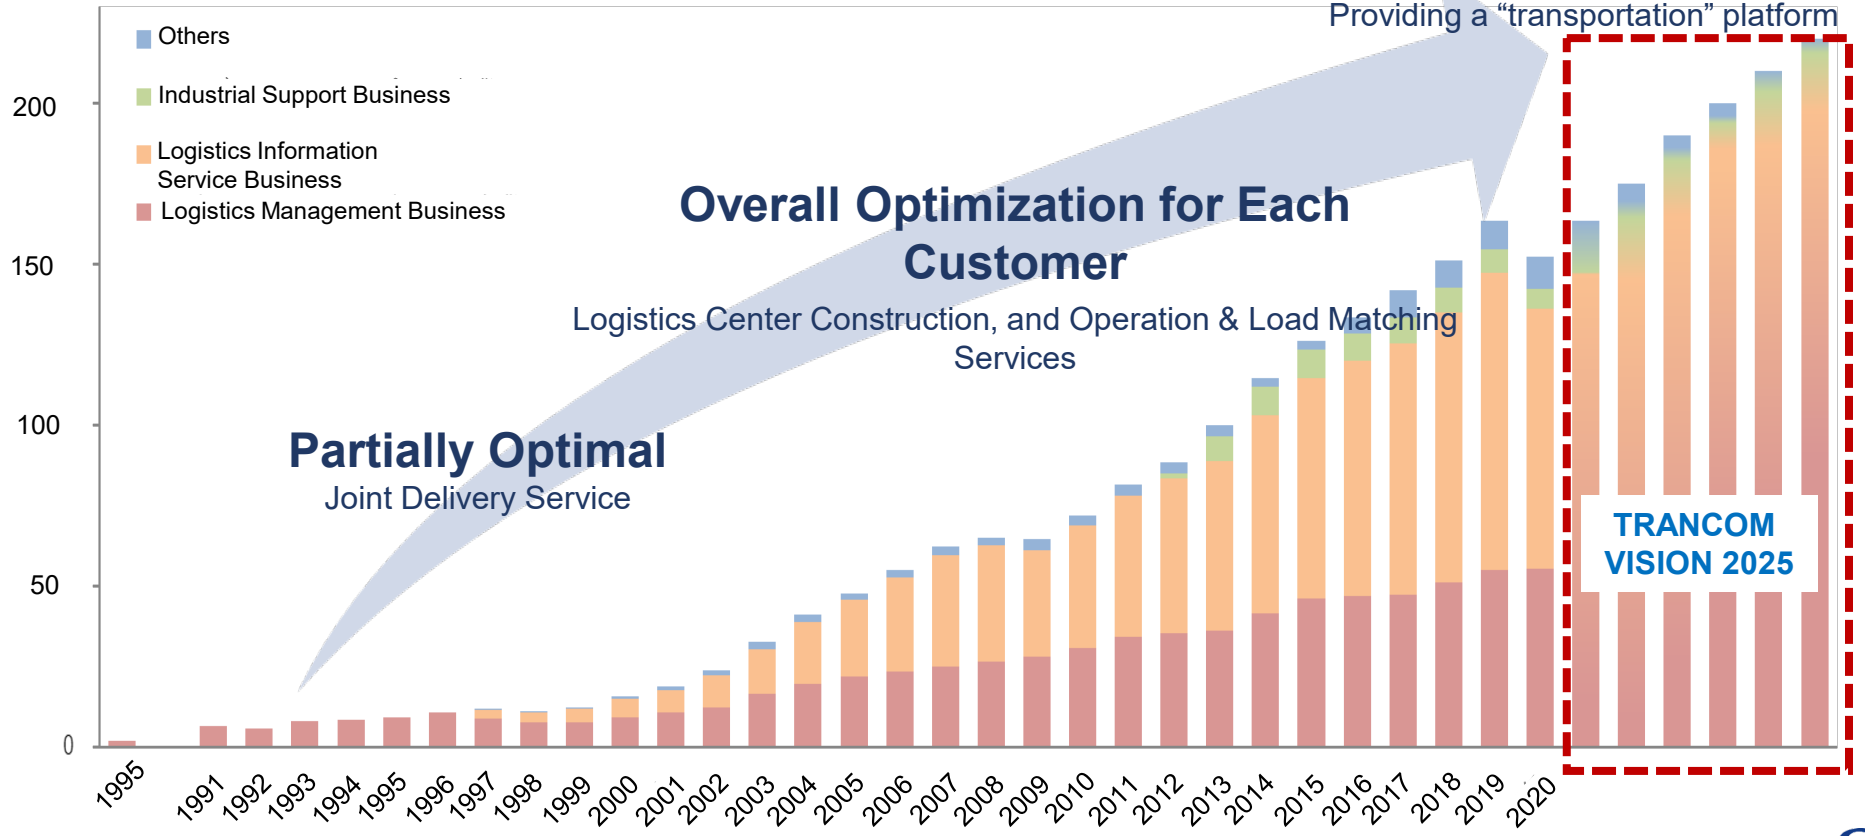 Providing a “transportation” platform
Others
Industrial Support Business
Logistics Information
Service Business
Logistics Management Business
200
150
100
50
0
Overall Optimization for Each
Customer
Logistics Center Construction, and Operation & Load Matching
Services
Partially Optimal
Joint Delivery Service
TRANCOM
VISION 2025
1995 1991 1992 1993 1994 1995 1996 1997 1998 1999 2000 2001 2002 2003 2004 2005 2006 2007 2008 2009 2010 2011 2012 2013 2014 2015 2016 2017 2018 2019 2020